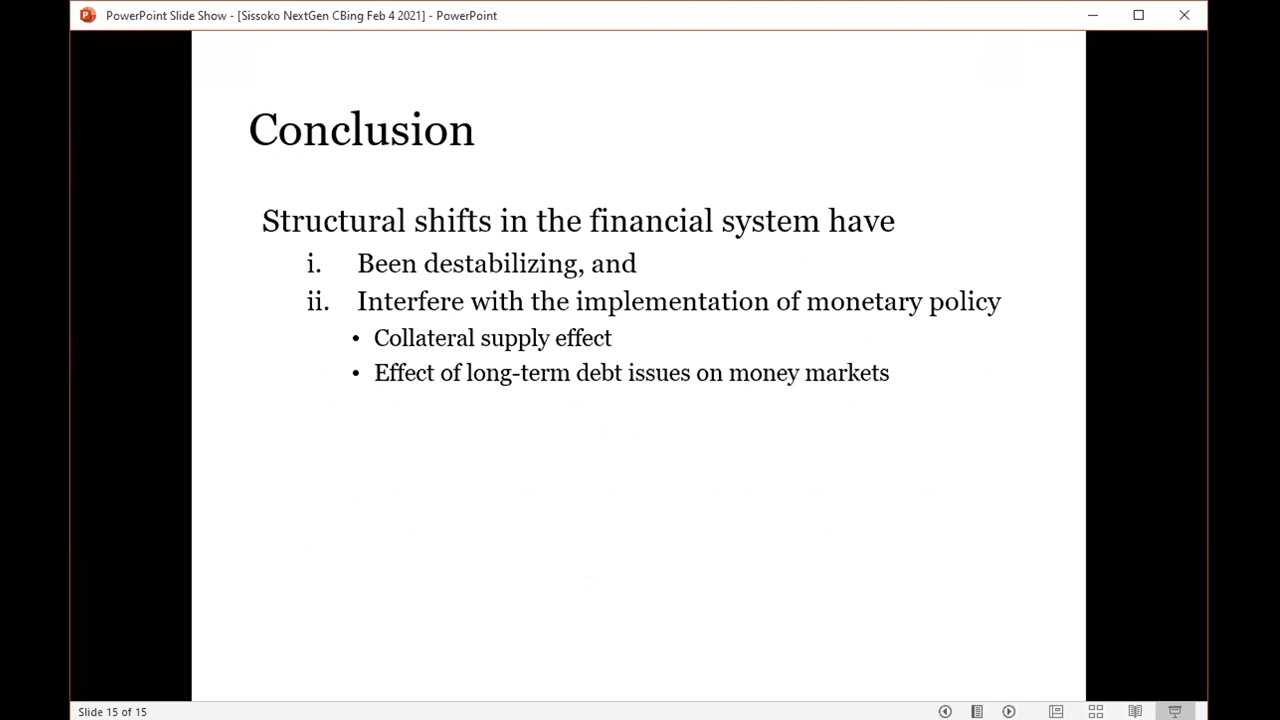 PowerPoint Slide Show - [Sissoko NextGen CBing Feb 4 2021] - PowerPoint
Conclusion
Structural shifts in the financial system have
i. Been destabilizing, and
ii. Interfere with the implementation of monetary policy
• Collateral supply effect
• Effect of long-term debt issues on money markets
Slide 15 of 15